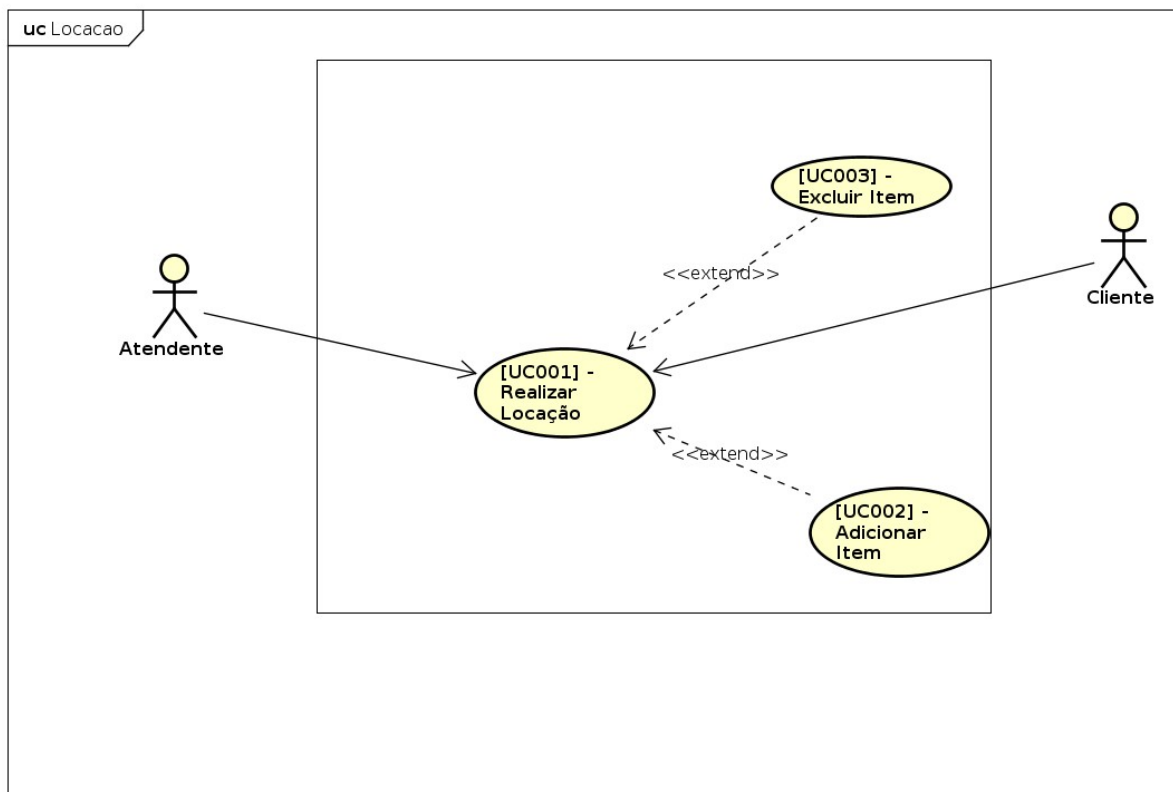 uc Locacao
[UC003] -
Excluir Item
<<extend>>
Cliente
Atendente
[UC001] -
Realizar
Locação
<<extend>>
[UC002] -
Adicionar
Item